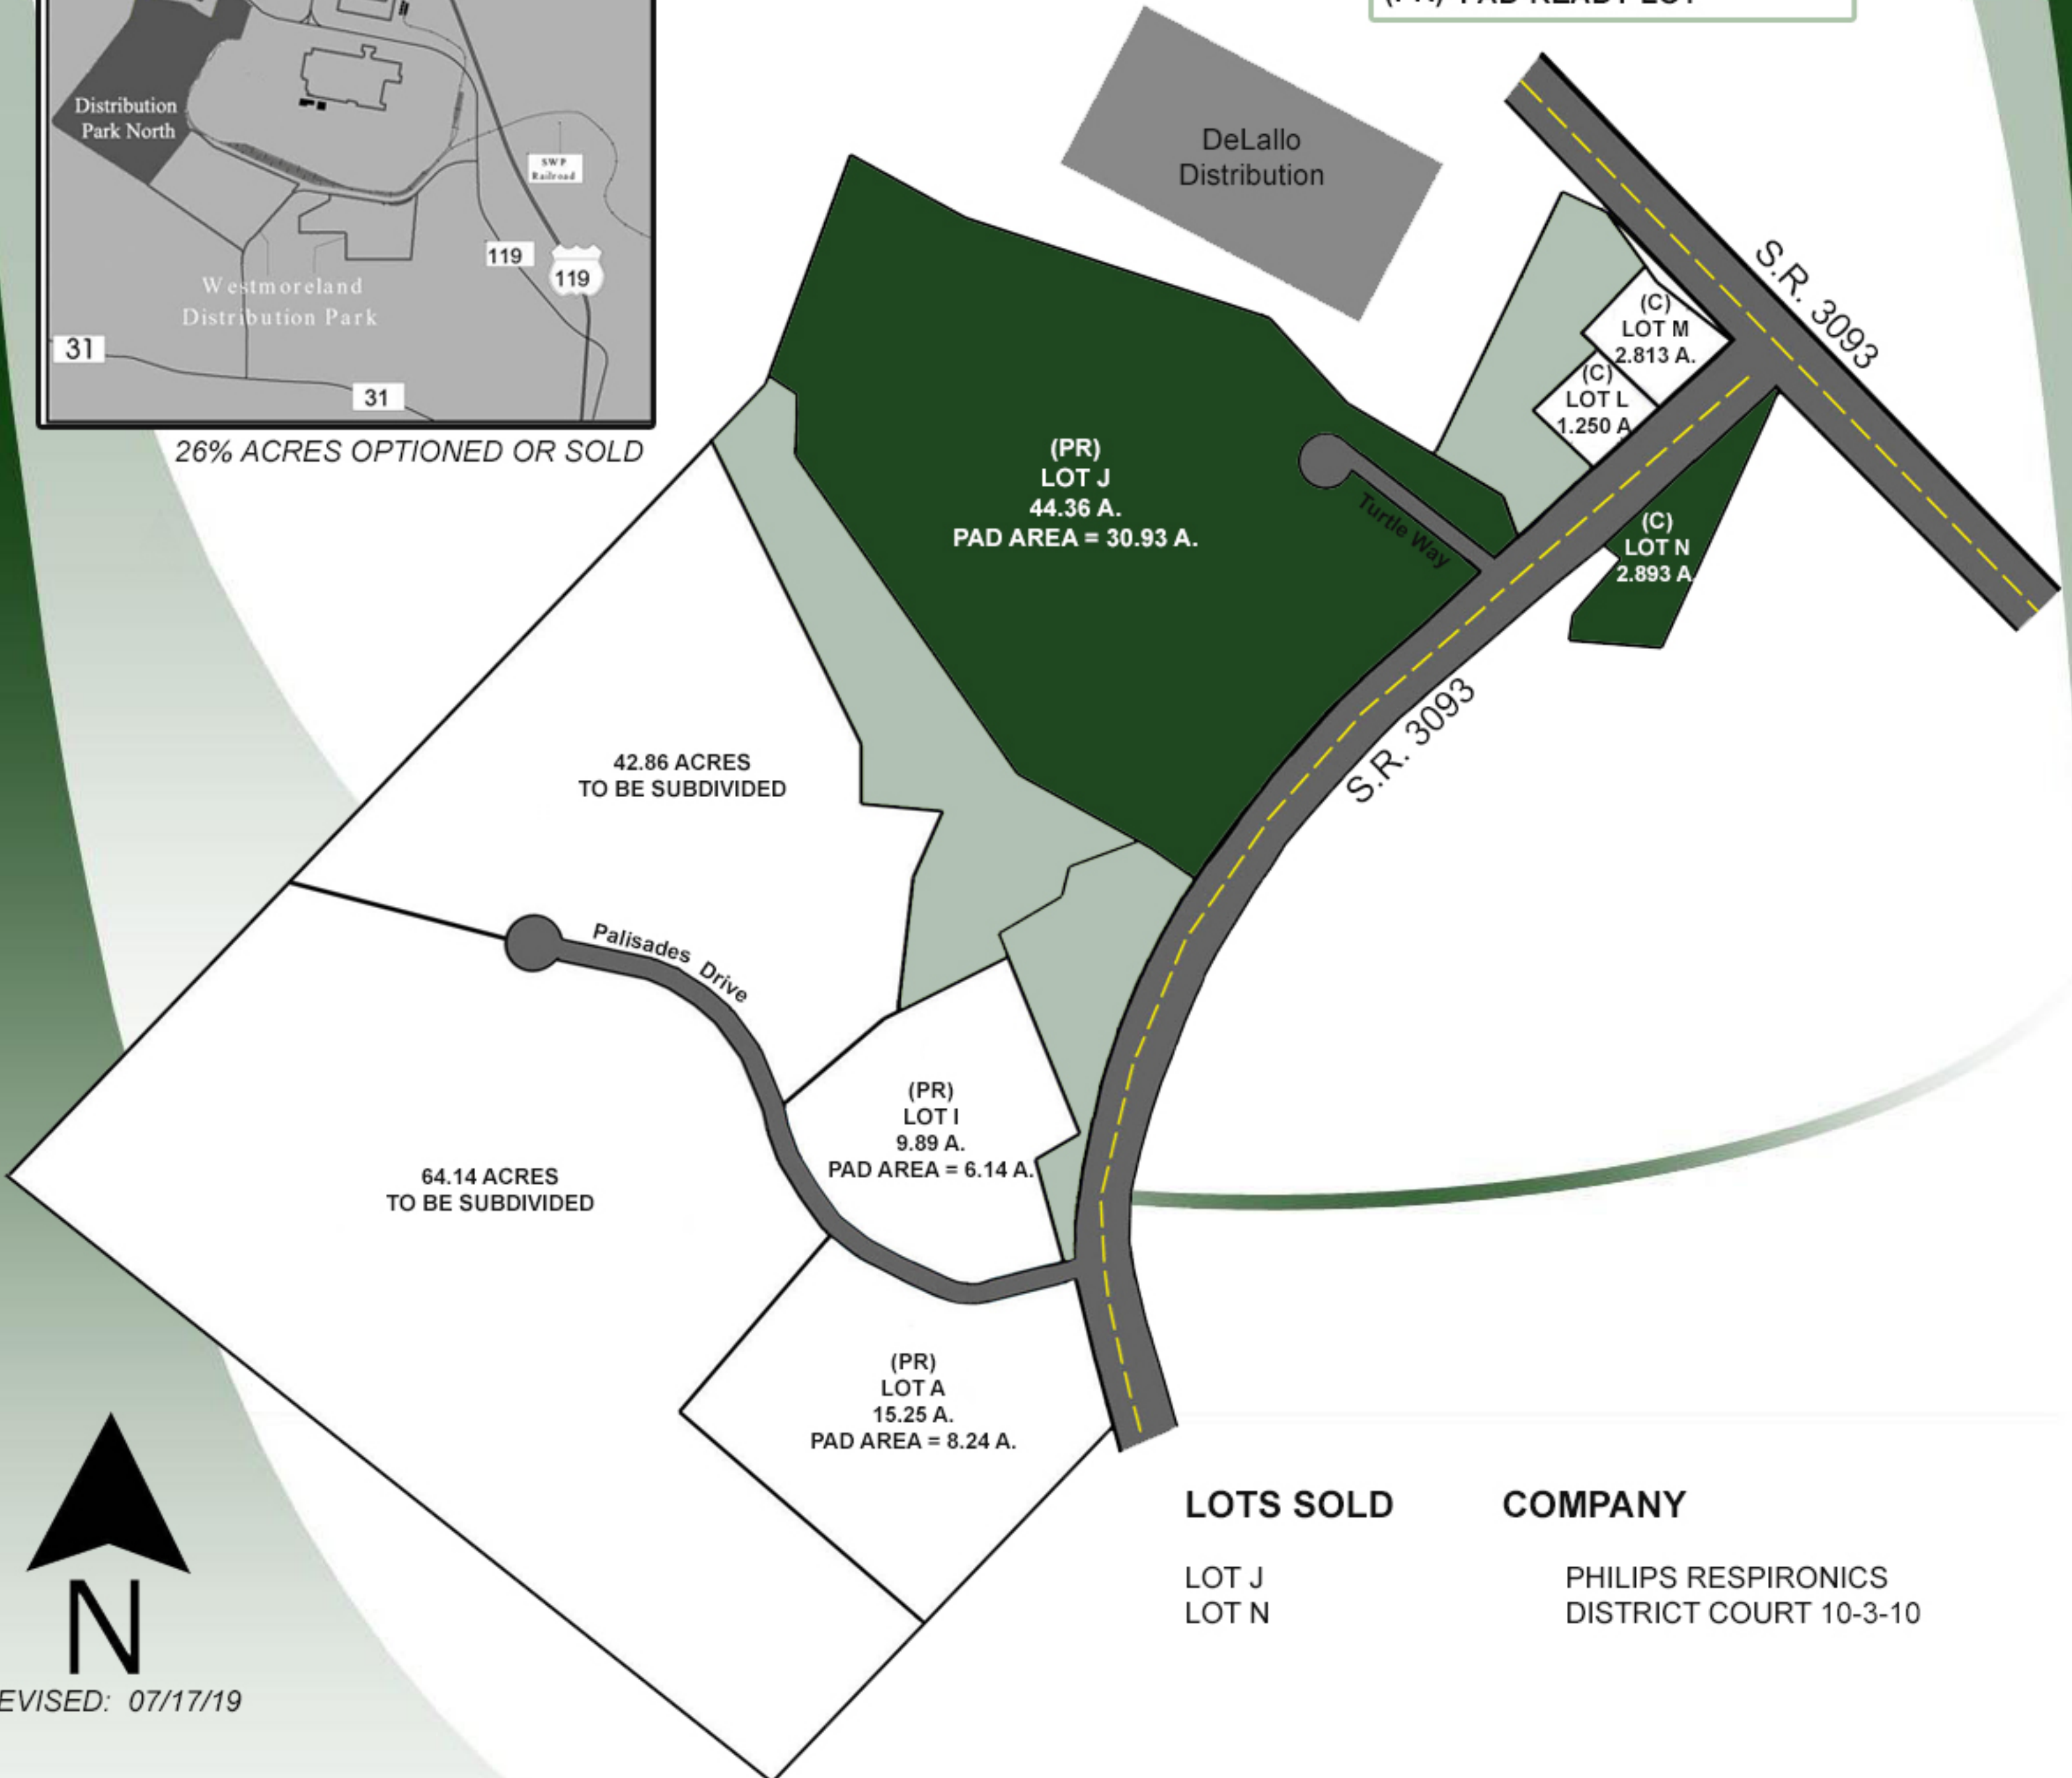 (PR) PAD READY LOT
Distribution
Park North
SWP
Railroad
119
119
Westmoreland
Distribution Park
31
31
26% ACRES OPTIONED OR SOLD
DeLallo
Distribution
S.R. 3093
(C)
LOT M
2.813 A.
(C)
LOT L
1.250 A
(PR)
LOT J
44.36 A.
PAD AREA = 30.93 A.
Turtle Way
(C)
LOT N
2.893 A.
S.R. 3093
42.86 ACRES
TO BE SUBDIVIDED
Palisades Drive
(PR)
LOT I
9.89 A.
PAD AREA = 6.14 A.
64.14 ACRES
TO BE SUBDIVIDED
(PR)
LOT A
15.25 A.
PAD AREA = 8.24 A.
N
EVISED: 07/17/19
LOTS SOLD COMPANY
LOT J PHILIPS RESPIRONICS
LOT N DISTRICT COURT 10-3-10